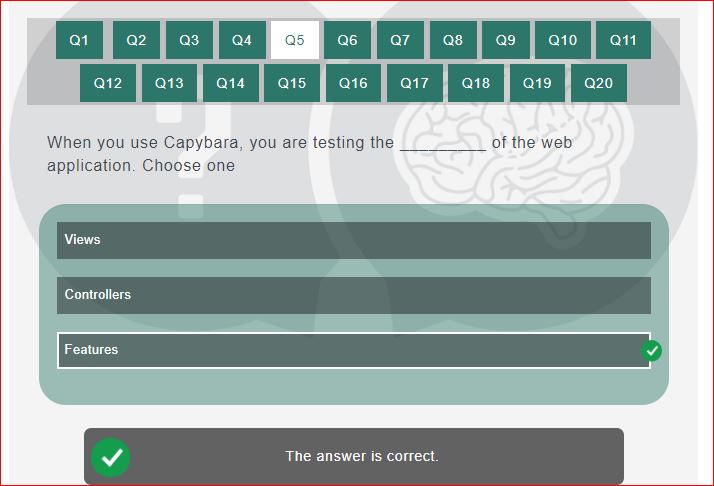 Q1 Q2 Q3 Q4 Q5 Q6 Q7 Q8 Q9 Q10 Q11
Q12 Q13 Q14 Q15 Q16 Q17 Q18 Q19 Q20
When you use Capybara, you are testing the _________ of the web
application. Choose one
Views
Controllers
Features
The answer is correct.